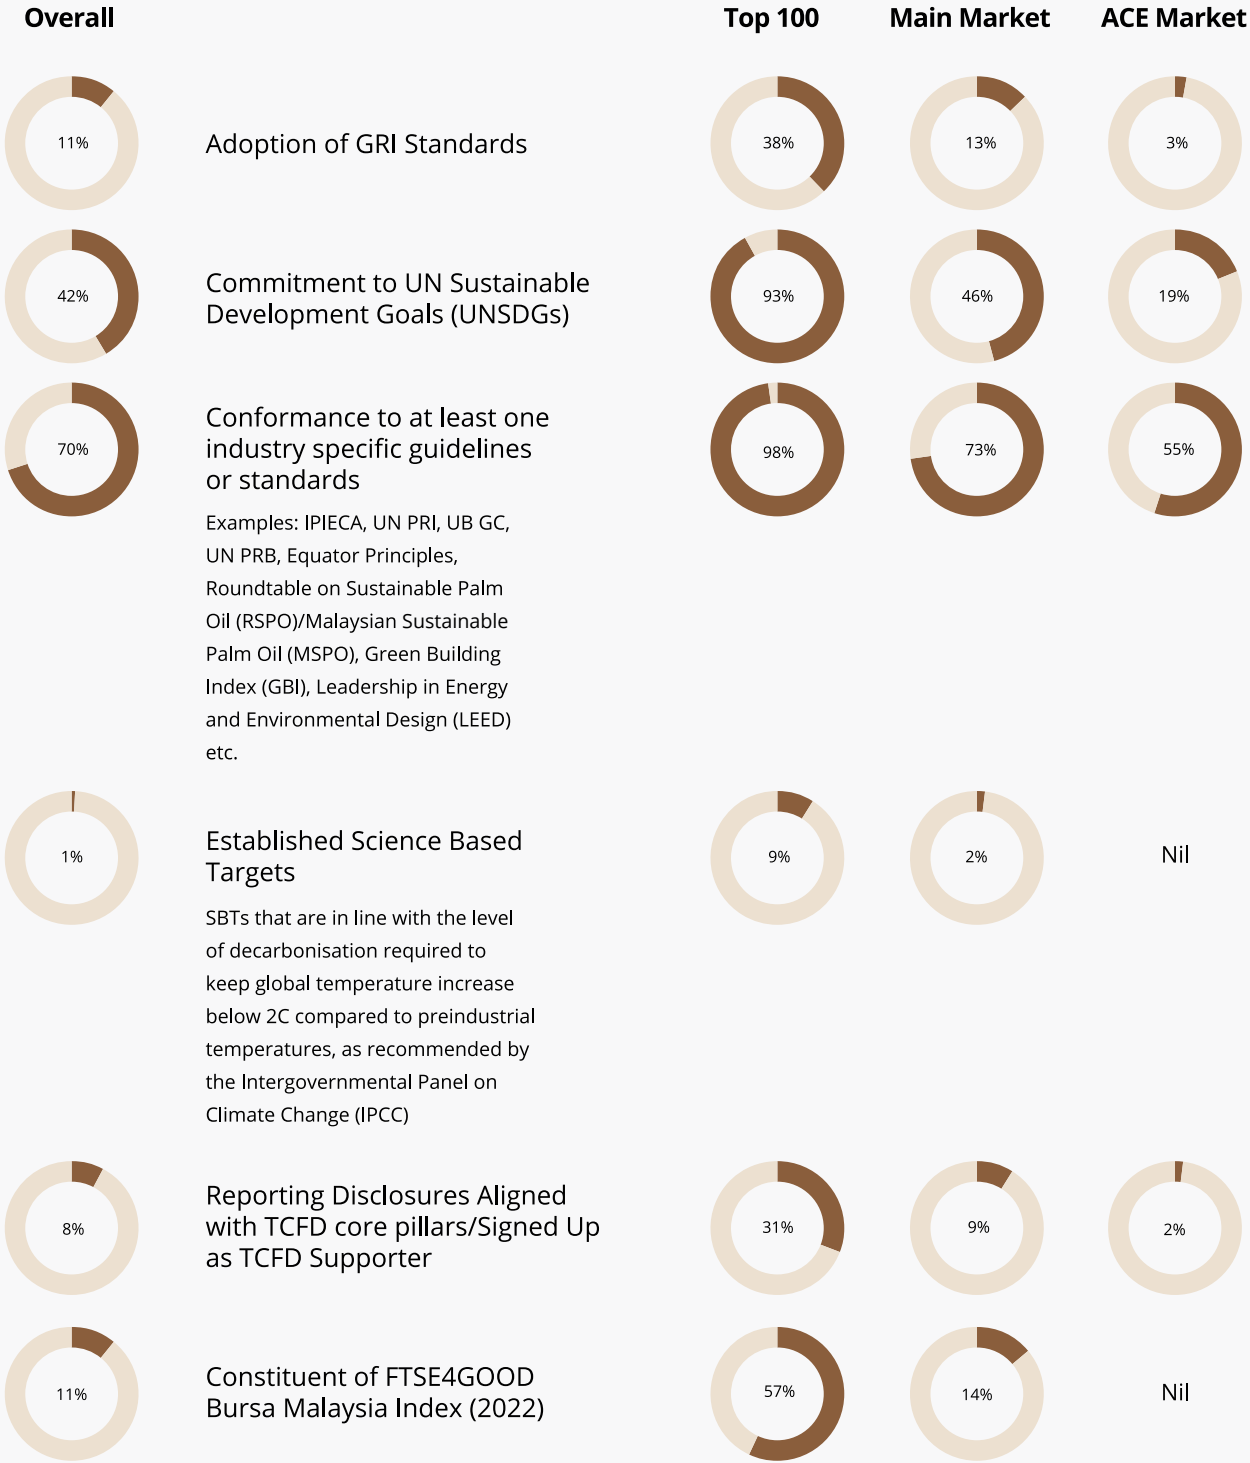 Overall
Top 100
Main Market
ACE Market
11%
Adoption of GRI Standards
38%
13%
3%
42%
Commitment to UN Sustainable
Development Goals (UNSDGs)
93%
46%
19%
70%
Conformance to at least one
industry specific guidelines
or standards
98%
73%
55%
Examples: IPIECA, UN PRI, UB GC,
UN PRB, Equator Principles,
Roundtable on Sustainable Palm
Oil (RSPO)/Malaysian Sustainable
Palm Oil (MSPO), Green Building
Index (GBI), Leadership in Energy
and Environmental Design (LEED)
etc.
1%
Established Science Based
Targets
9%
2%
Nil
SBTs that are in line with the level
of decarbonisation required to
keep global temperature increase
below 2C compared to preindustrial
temperatures, as recommended by
the Intergovernmental Panel on
Climate Change (IPCC)
8%
Reporting Disclosures Aligned
with TCFD core pillars/Signed Up
as TCFD Supporter
31%
9%
2%
11%
Constituent of FTSE4GOOD
Bursa Malaysia Index (2022)
57%
14%
Nil